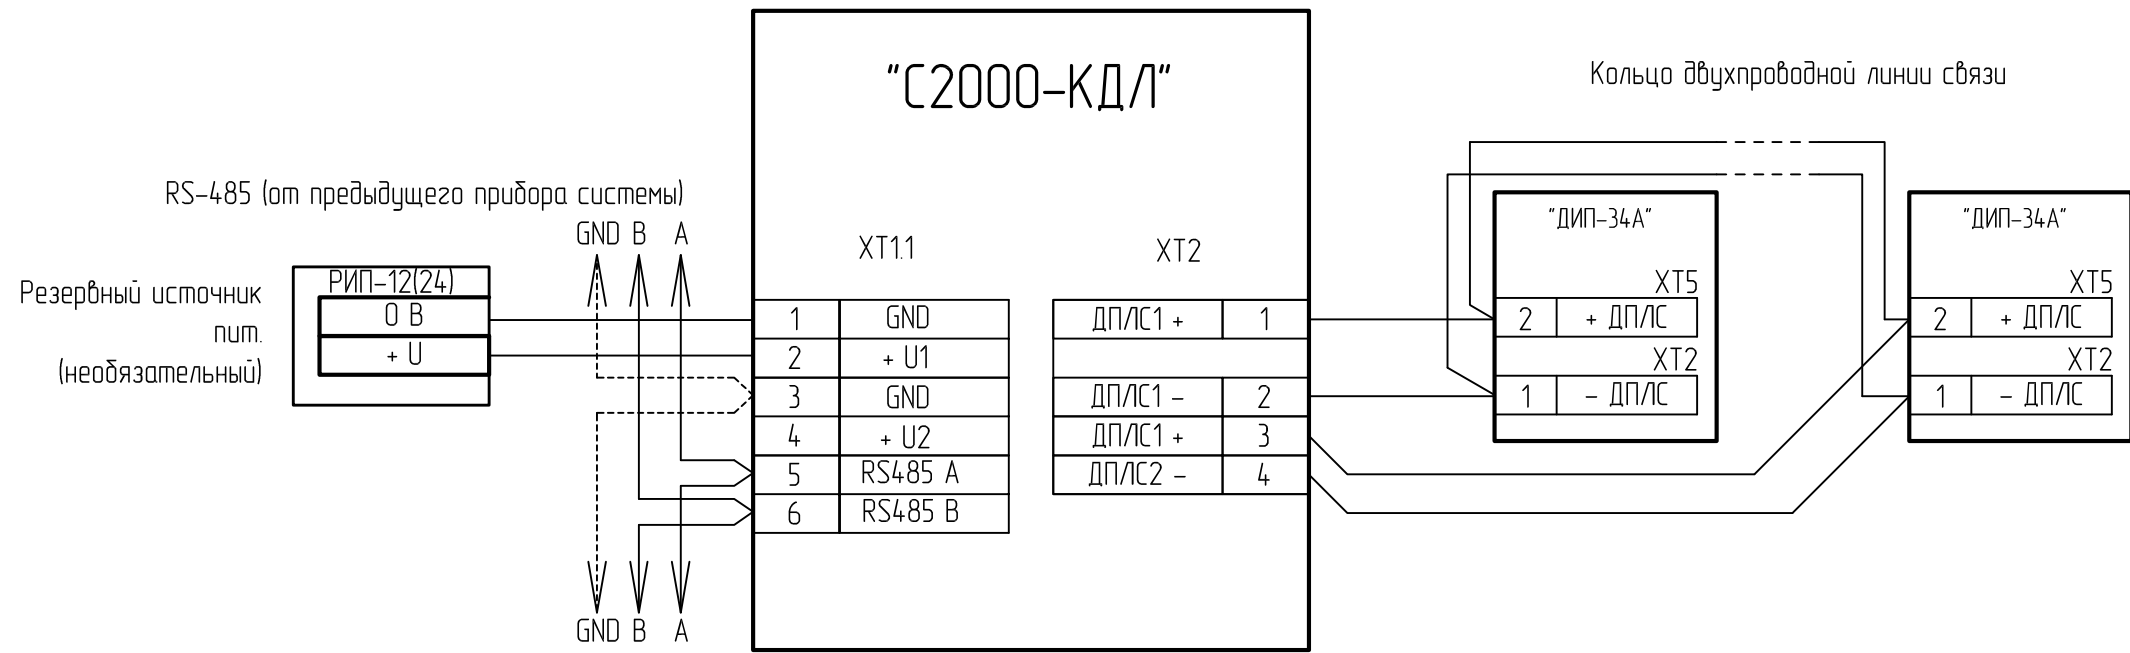 "С2000-КДЛ"
Кольцо двухпроводной линии связи
RS-485 (от предыдущего прибора системы)
GND B A
Резервный источник
пит.
(необязательный)
РИП-12(24)
0 В
+ U
XT1.1
1 GND
2 + U1
3 GND
4 + U2
5 RS485 A
6 RS485 B
GND B A
XT2
ДПЛС1 + 1
ДПЛС1 - 2
ДПЛС1 + 3
ДПЛС2 - 4
"ДИП-34А"
XT5
2 + ДПЛС
XT2
1 - ДПЛС
"ДИП-34А"
XT5
2 + ДПЛС
XT2
1 - ДПЛС